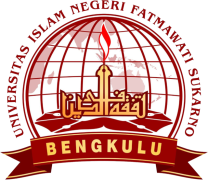 UNIVERSITAS ISLAM NEGERI FATMAWATI SUKARNO
BENGKULU